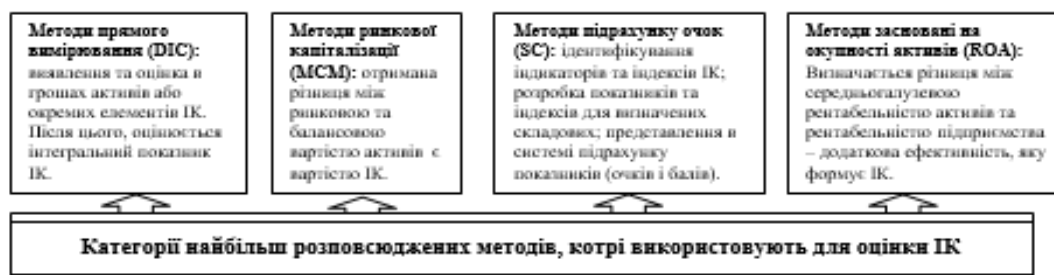 Методи прямого
вимірювання (DIC):
виявлення та оцінка в
грошах активів або
окремих елементів ІК.
Після цього, оцінюється
інтегральний показник
ІК.
Методи ринкової
капіталізації
(MCM): отримана
різниця між
ринковою та
балансовою
вартістю активів є
вартістю ІК.
Методи підрахунку очок
(SC): ідентифікування
індикаторів та індексів ІК;
розробка показників та
індексів для визначених
складових; представлення в
системі підрахунку
показників (очків і балів).
Методи засновані на
окупності активів (ROA):
Визначається різниця між
середньогалузевою
рентабельністю активів та
рентабельністю підприємства
– додаткова ефективність, яку
формує ІК.
Категорії найбільш розповсюджених методів, котрі використовують для оцінки ІК